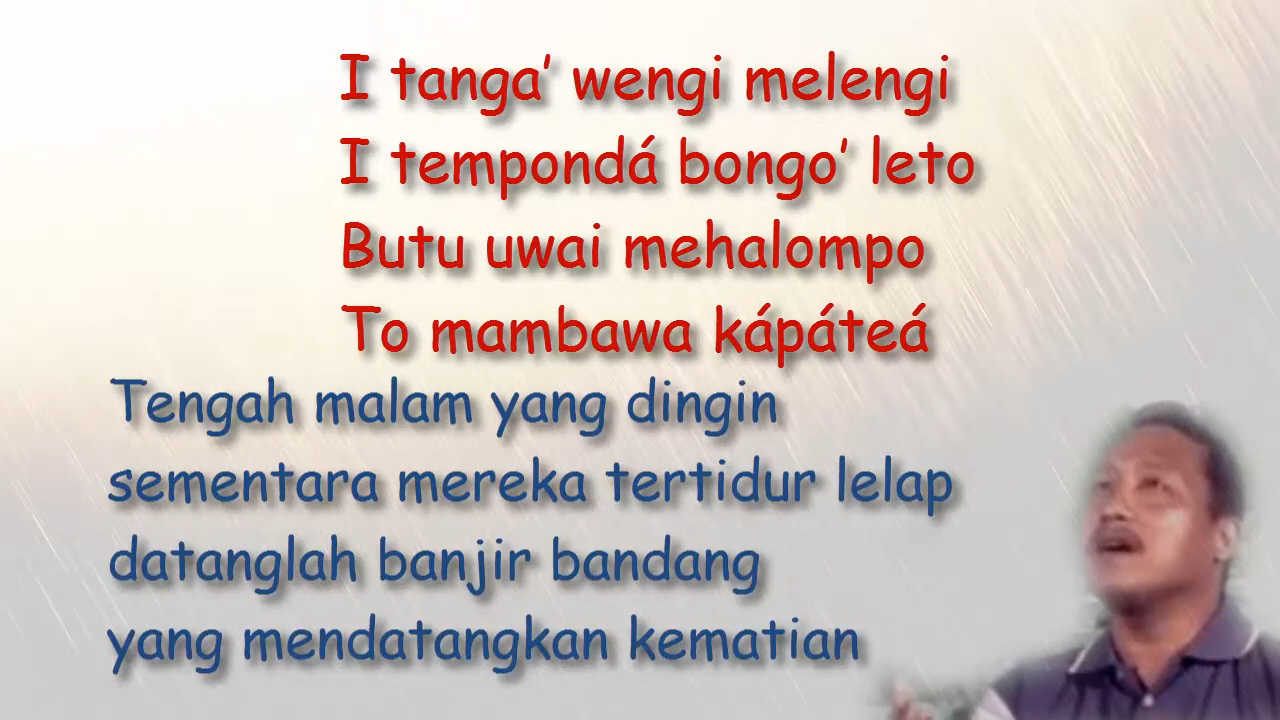 I tanga’ wengi melengi
I tempondá bongo’ leto
Butu uwai mehalompo
To mambawa kápáteá
Tengah malam yang dingin
sementara mereka tertidur lelap
datanglah banjir bandang
yang mendatangkan kematian